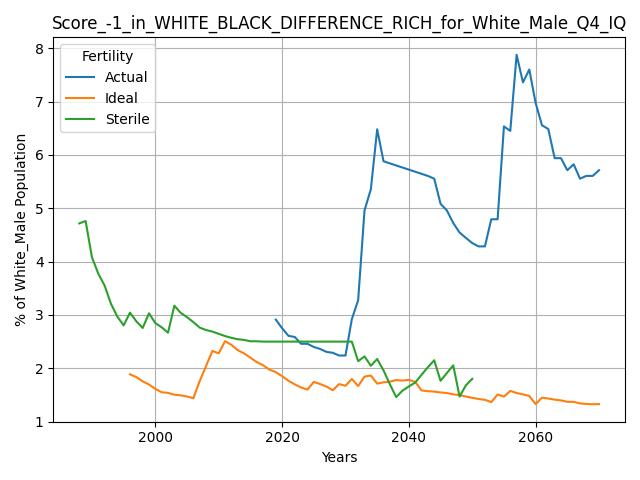 Score_-1_in_WHITE_BLACK_DIFFERENCE_RICH_for_White_Male_Q4_IQ
Fertility
Actual
Ideal
Sterile
% of White_Male Population
8
7
6
5
4
3
2
1
2000
2020
2040
2060
Years